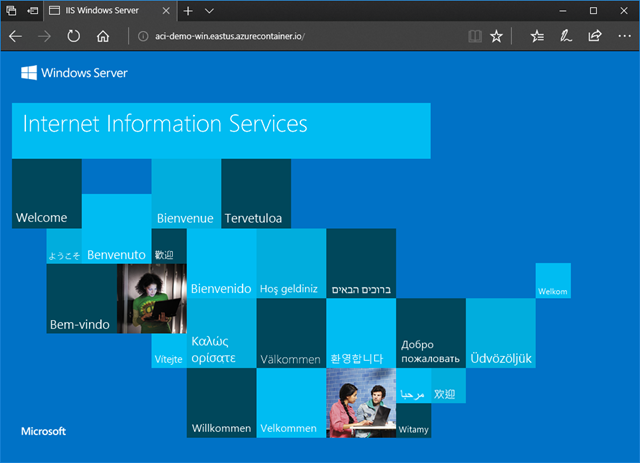 IIS Windows Server
aci-demo-win.eastus.azurecontainer.io/
Windows Server
Internet Information Services
Welcome
Bienvenue
Tervetuloa
ようこそ
Benvenuto
歡迎
Bienvenido
Hoş geldiniz
ברוכים הבאים
Welkom
Bem-vindo
Vítejte
Καλώς
ορίσατε
Välkommen
환영합니다
Добро
пожаловать
Üdvözöljük
Willkommen
Velkommen
مرحبا
欢迎
Witamy
Microsoft